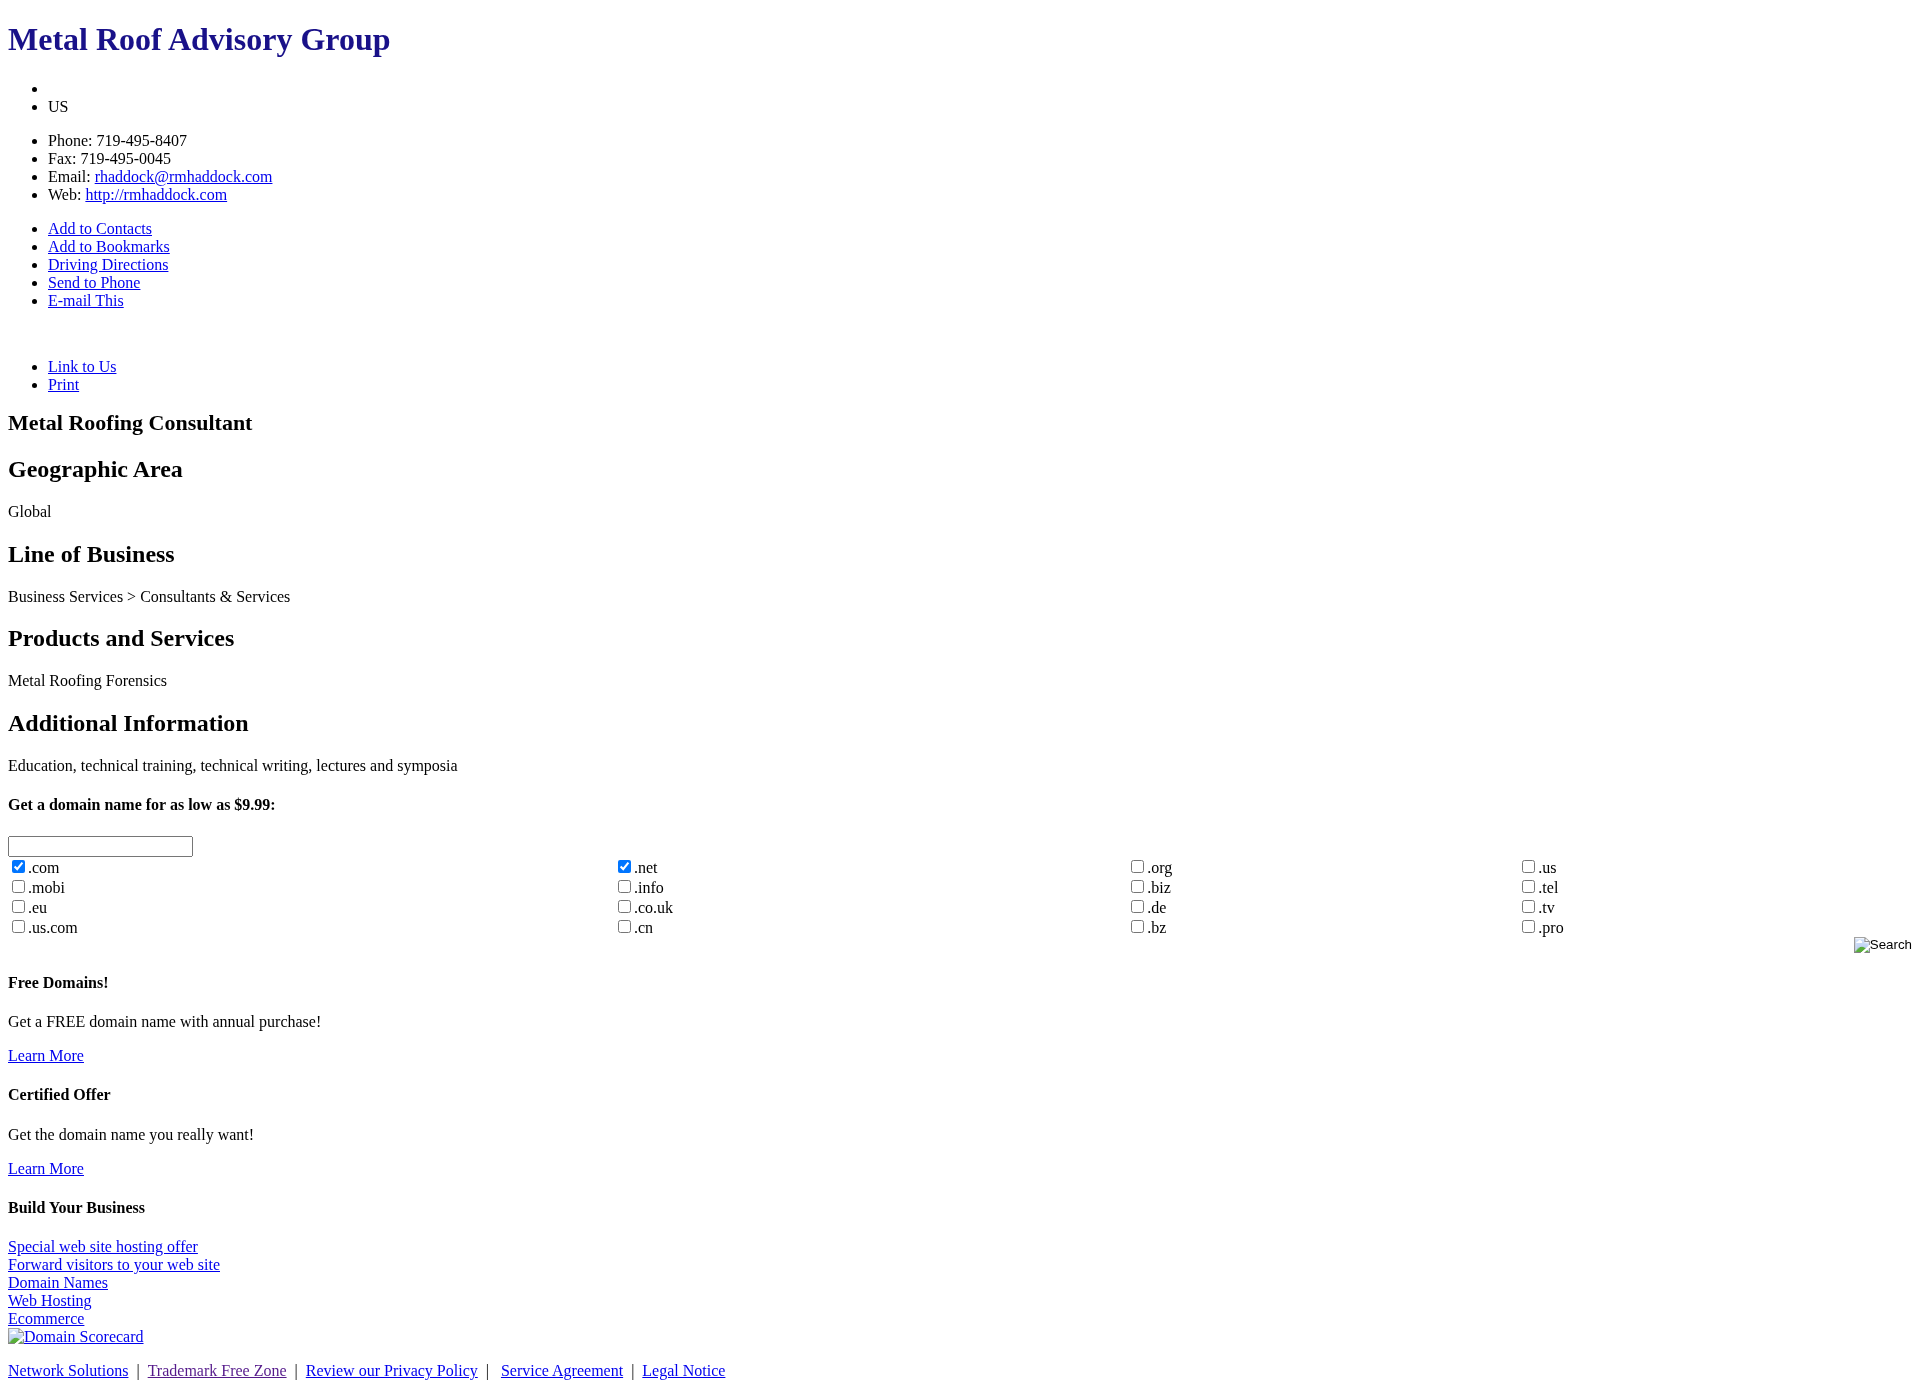 Metal Roof Advisory Group
US
Phone: 719-495-8407
Fax: 719-495-0045
Email: rhaddock@rmhaddock.com
Web: http://rmhaddock.com
Add to Contacts
Add to Bookmarks
Driving Directions
Send to Phone
E-mail This
Link to Us
Print
Metal Roofing Consultant
Geographic Area
Global
Line of Business
Business Services > Consultants & Services
Products and Services
Metal Roofing Forensics
Additional Information
Education, technical training, technical writing, lectures and symposia
Get a domain name for as low as $9.99:
.com .net .org .us
.mobi .info .biz .tel
.eu .co.uk .de .tv
.us.com .cn .bz .pro
Search
Free Domains!
Get a FREE domain name with annual purchase!
Learn More
Certified Offer
Get the domain name you really want!
Learn More
Build Your Business
Special web site hosting offer
Forward visitors to your web site
Domain Names
Web Hosting
Ecommerce
Domain Scorecard
Network Solutions | Trademark Free Zone | Review our Privacy Policy | Service Agreement | Legal Notice